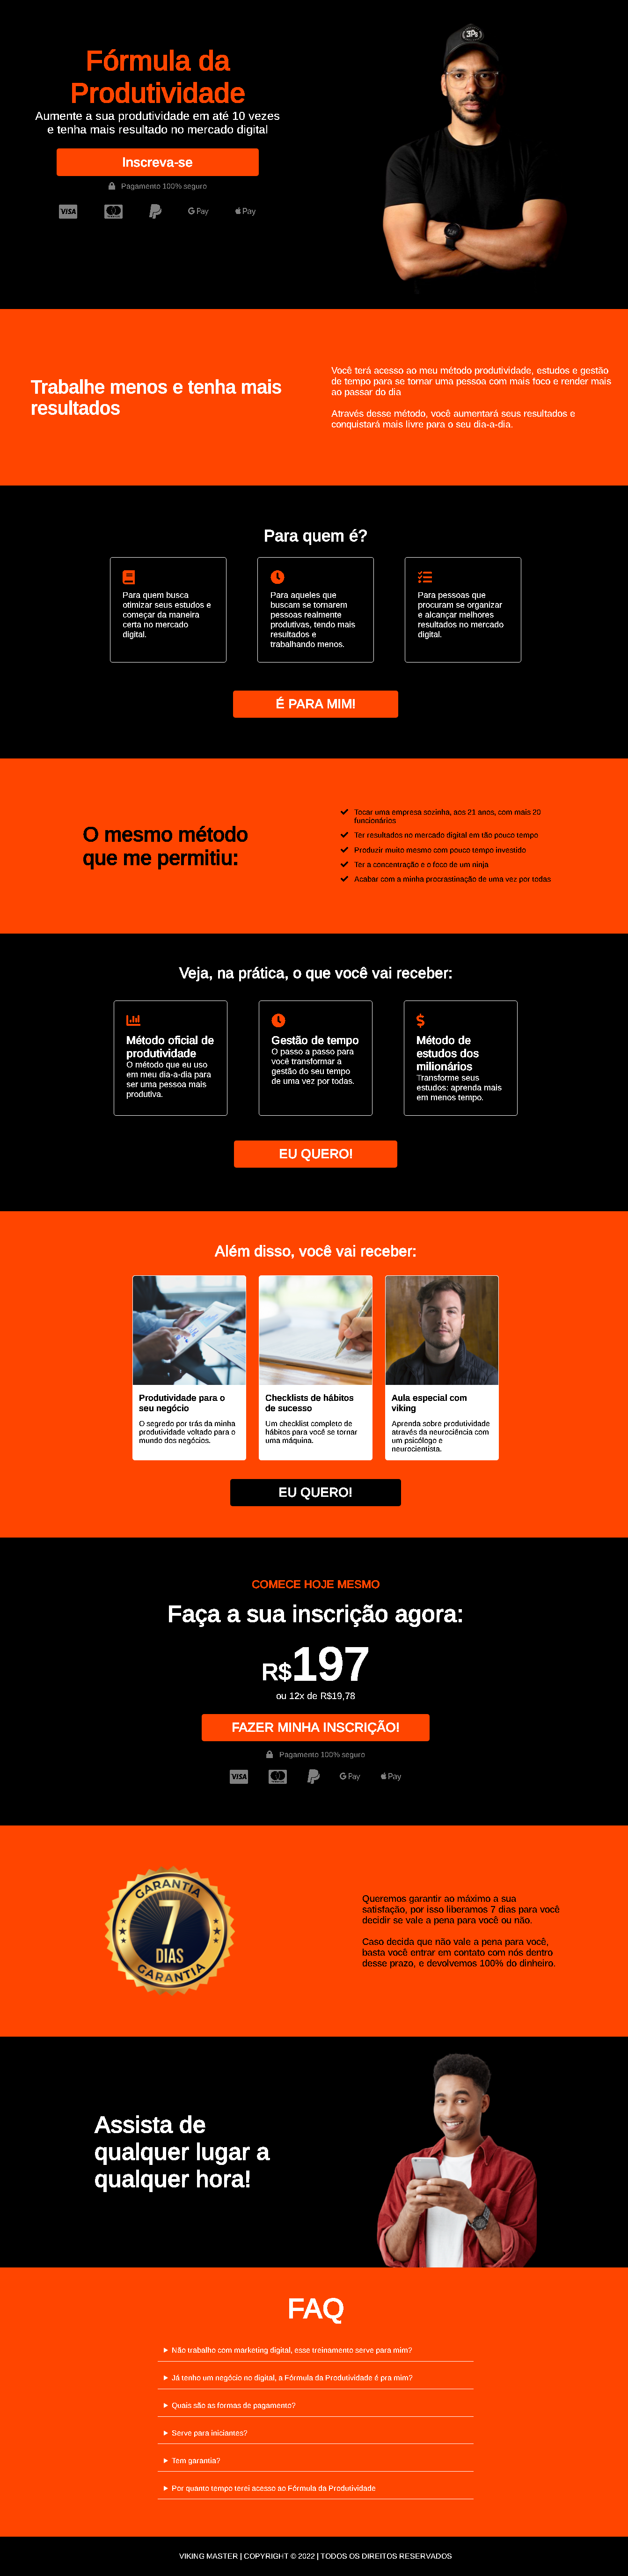 3Ps
Fórmula da
Produtividade
Aumente a sua produtividade em até 10 vezes
e tenha mais resultado no mercado digital
Inscreva-se
Pagamento 100% seguro
VISA
G Pay
Pay
Trabalhe menos e tenha mais
resultados
Você terá acesso ao meu método produtividade, estudos e gestão
de tempo para se tornar uma pessoa com mais foco e render mais
ao passar do dia
Através desse método, você aumentará seus resultados e
conquistará mais livre para o seu dia-a-dia.
Para quem é?
Para quem busca
otimizar seus estudos e
começar da maneira
certa no mercado
digital.
Para aqueles que
buscam se tornarem
pessoas realmente
produtivas, tendo mais
resultados e
trabalhando menos.
Para pessoas que
procuram se organizar
e alcançar melhores
resultados no mercado
digital.
É PARA MIM!
O mesmo método
que me permitiu:
Tocar uma empresa sozinha, aos 21 anos, com mais 20
funcionários
Ter resultados no mercado digital em tão pouco tempo
Produzir muito mesmo com pouco tempo investido
Ter a concentração e o foco de um ninja
Acabar com a minha procrastinação de uma vez por todas
Veja, na prática, o que você vai receber:
Método oficial de
produtividade
O método que eu uso
em meu dia-a-dia para
ser uma pessoa mais
produtiva.
Gestão de tempo
O passo a passo para
você transformar a
gestão do seu tempo
de uma vez por todas.
Método de
estudos dos
milionários
Transforme seus
estudos: aprenda mais
em menos tempo.
EU QUERO!
Além disso, você vai receber:
Produtividade para o
seu negócio
O segredo por trás da minha
produtividade voltado para o
mundo dos negócios.
Checklists de hábitos
de sucesso
Um checklist completo de
hábitos para você se tornar
uma máquina.
Aula especial com
viking
Aprenda sobre produtividade
através da neurociência com
um psicólogo e
neurocientista.
EU QUERO!
COMECE HOJE MESMO
Faça a sua inscrição agora:
R$197
ou 12x de R$19,78
FAZER MINHA INSCRIÇÃO!
Pagamento 100% seguro
VISA
G Pay
Pay
GARANTIA
7
DIAS
GARANTIA
Queremos garantir ao máximo a sua
satisfação, por isso liberamos 7 dias para você
decidir se vale a pena para você ou não.
Caso decida que não vale a pena para você,
basta você entrar em contato com nós dentro
desse prazo, e devolvemos 100% do dinheiro.
Assista de
qualquer lugar a
qualquer hora!
FAQ
Não trabalho com marketing digital, esse treinamento serve para mim?
Já tenho um negócio no digital, a Fórmula da Produtividade é pra mim?
Quais são as formas de pagamento?
Serve para iniciantes?
Tem garantia?
Por quanto tempo terei acesso ao Fórmula da Produtividade
VIKING MASTER | COPYRIGHT © 2022 | TODOS OS DIREITOS RESERVADOS